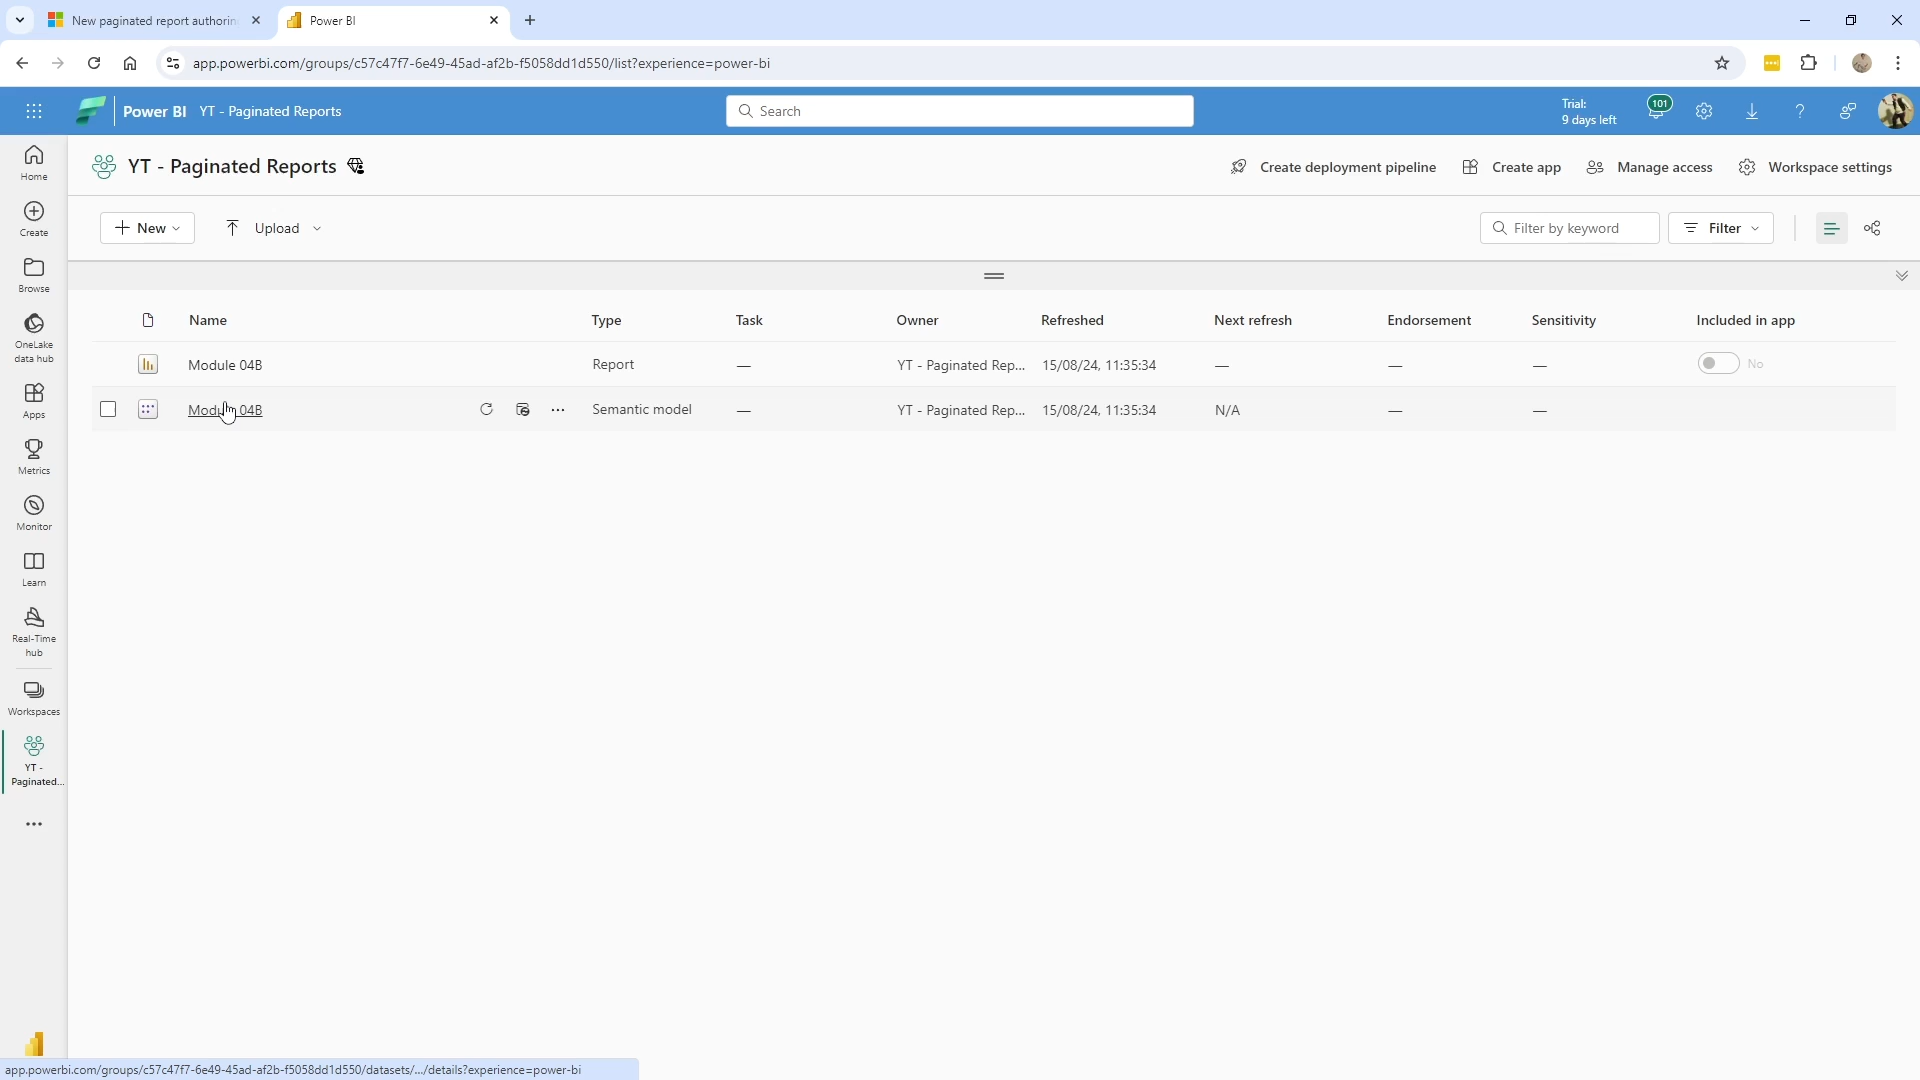 New paginated report authorin
Power BI
app.powerbi.com/groups/c57c47f7-6e49-45ad-af2b-f5058dd1d550/list?experience=power-bi
Power BI YT - Paginated Reports
Search
Trial:
9 days left
101
YT - Paginated Reports
Create deployment pipeline
Create app
Manage access
Workspace settings
New
Upload
Filter by keyword
Filter
Home
Create
Browse
OneLake
data hub
Apps
Metrics
Monitor
Learn
Real-Time
hub
Workspaces
YT -
Paginated...
Name Type Task Owner Refreshed Next refresh Endorsement Sensitivity Included in app
Module 04B Report — YT - Paginated Rep... 15/08/24, 11:35:34 — — — No
Module 04B Semantic model — YT - Paginated Rep... 15/08/24, 11:35:34 N/A — —
app.powerbi.com/groups/c57c47f7-6e49-45ad-af2b-f5058dd1d550/datasets/.../details?experience=power-bi